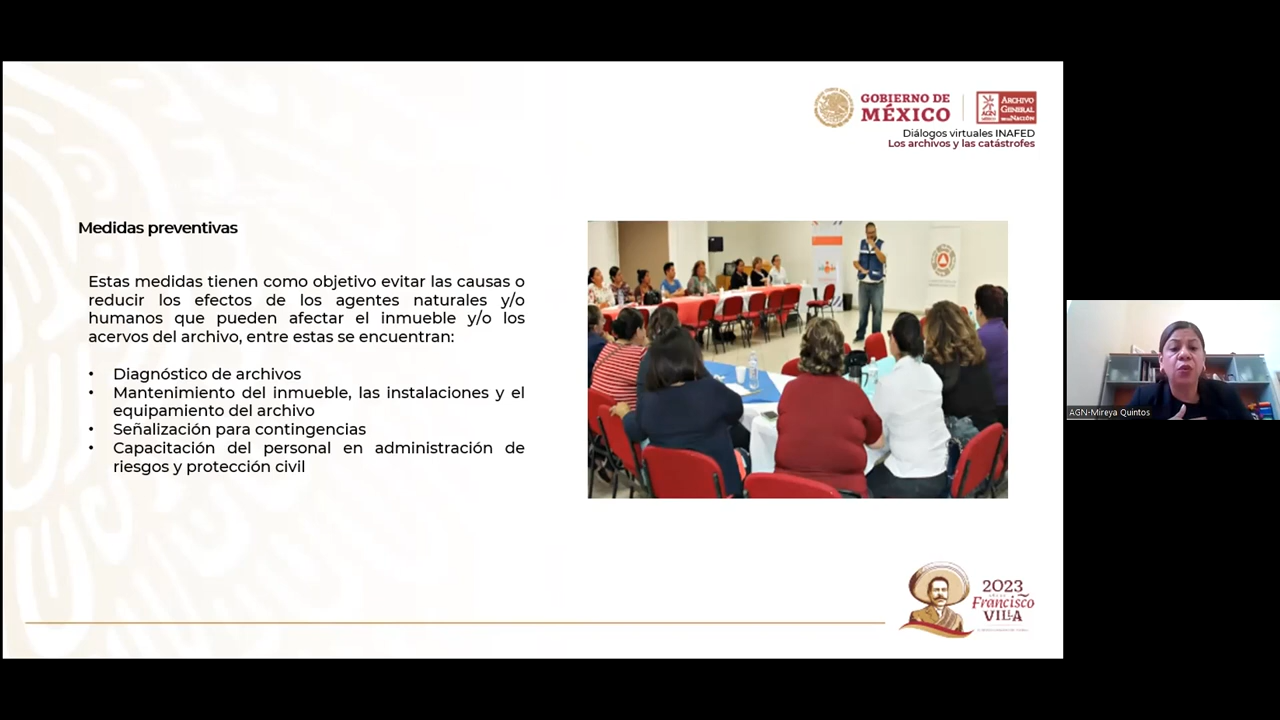 GOBIERNO DE
MÉXICO
AGN
MÉXICO
ARCHIVO
GENERAL
DE LA NACIÓN
Diálogos virtuales INAFED
Los archivos y las catástrofes
Medidas preventivas
Estas medidas tienen como objetivo evitar las causas o
reducir los efectos de los agentes naturales y/o
humanos que pueden afectar el inmueble y/o los
acervos del archivo, entre estas se encuentran:
• Diagnóstico de archivos
• Mantenimiento del inmueble, las instalaciones y el
equipamiento del archivo
• Señalización para contingencias
• Capacitación del personal en administración de
riesgos y protección civil
AGN-Mireya Quintos
2023
Francisco
VILLA